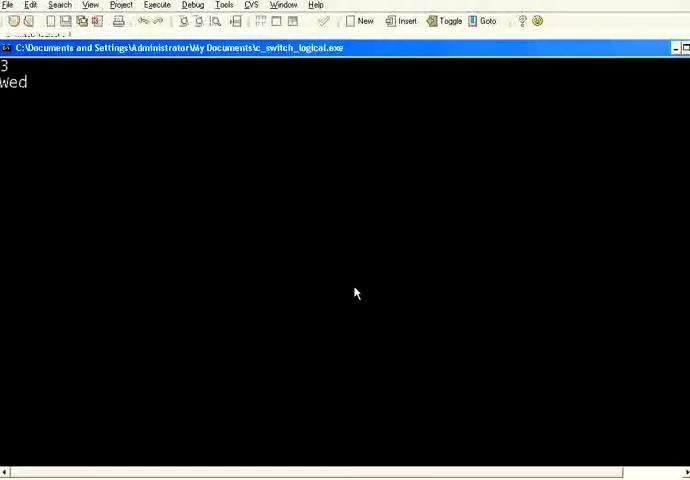 File Edit Search View Project Execute Debug Tools CVS Window Help
New Insert Toggle Goto
C:\Documents and Settings\Administrator\My Documents\c_switch_logical.exe
3
Wed